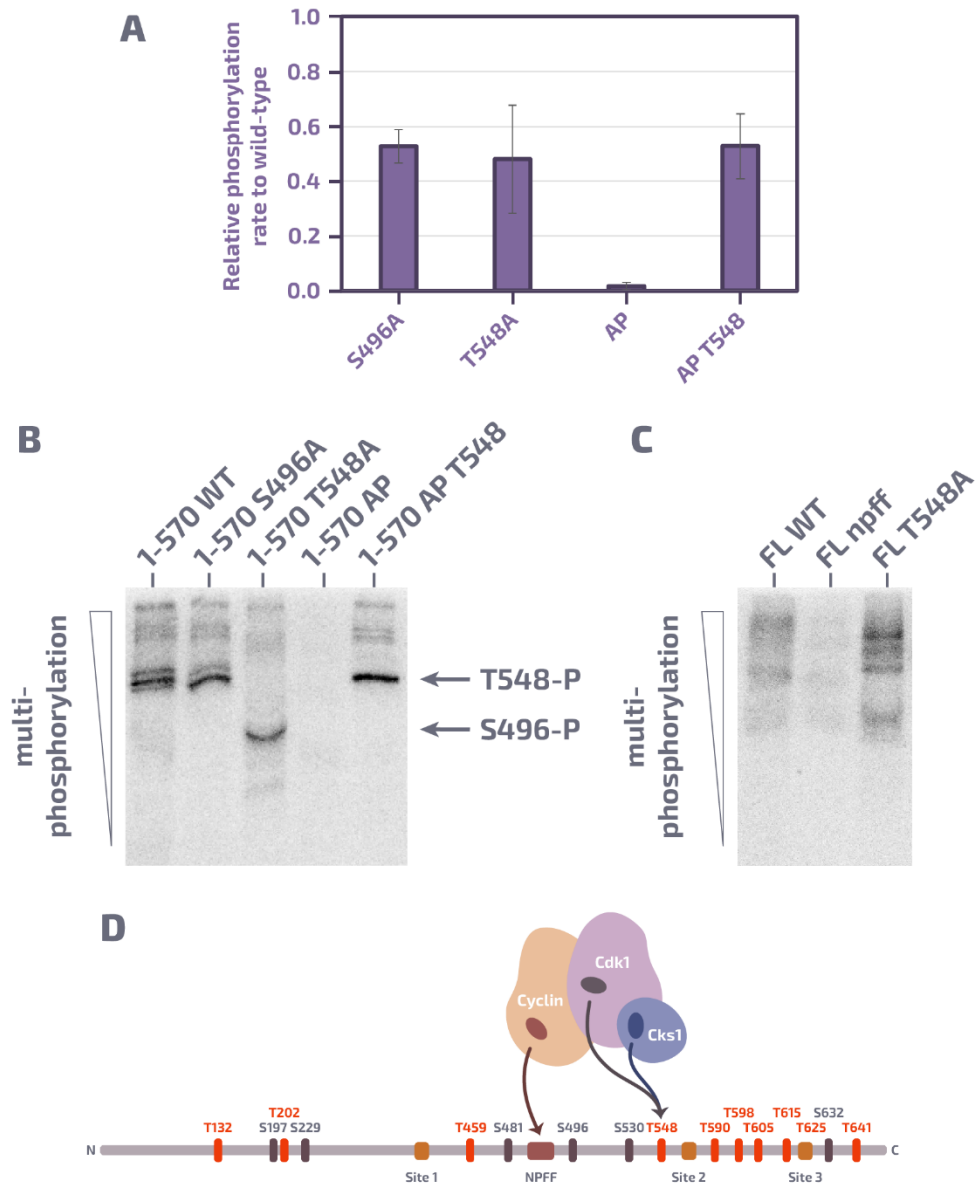 A
Relative phosphorylation
rate to wild-type
1.0
0.8
0.6
0.4
0.2
0.0
S496A
T548A
AP
AP T548
B
1-570 WT
1-570 S496A
1-570 T548A
1-570 AP
1-570 AP T548
multi-
phosphorylation
T548-P
S496-P
C
FL WT
FL npff
FL T548A
multi-
phosphorylation
D
Cyclin
Cdk1
Cks1
N
T132
T202
S197
S229
T459
S481
S496
S530
T548
T590
T598
T605
T615
T625
S632
T641
C
Site 1
NPFF
Site 2
Site 3